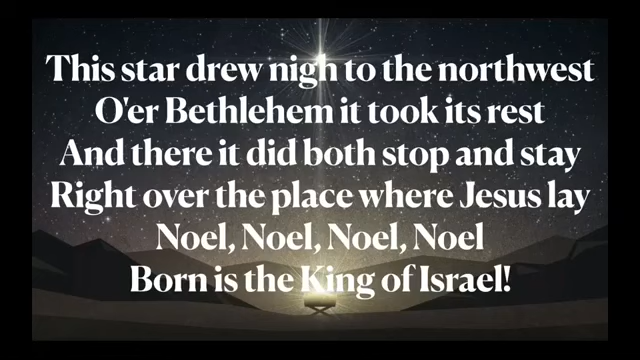 This star drew nigh to the northwest
O'er Bethlehem it took its rest
And there it did both stop and stay
Right over the place where Jesus lay
Noel, Noel, Noel, Noel
Born is the King of Israel!